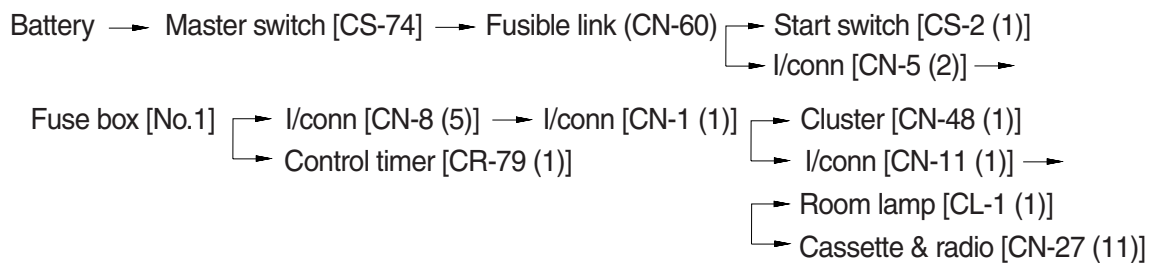 Battery → Master switch [CS-74] → Fusible link (CN-60) → Start switch [CS-2 (1)]
→ I/conn [CN-5 (2)] →
Fuse box [No.1] → I/conn [CN-8 (5)] → I/conn [CN-1 (1)] → Cluster [CN-48 (1)]
→ Control timer [CR-79 (1)] → I/conn [CN-11 (1)] →
→ Room lamp [CL-1 (1)]
→ Cassette & radio [CN-27 (11)]